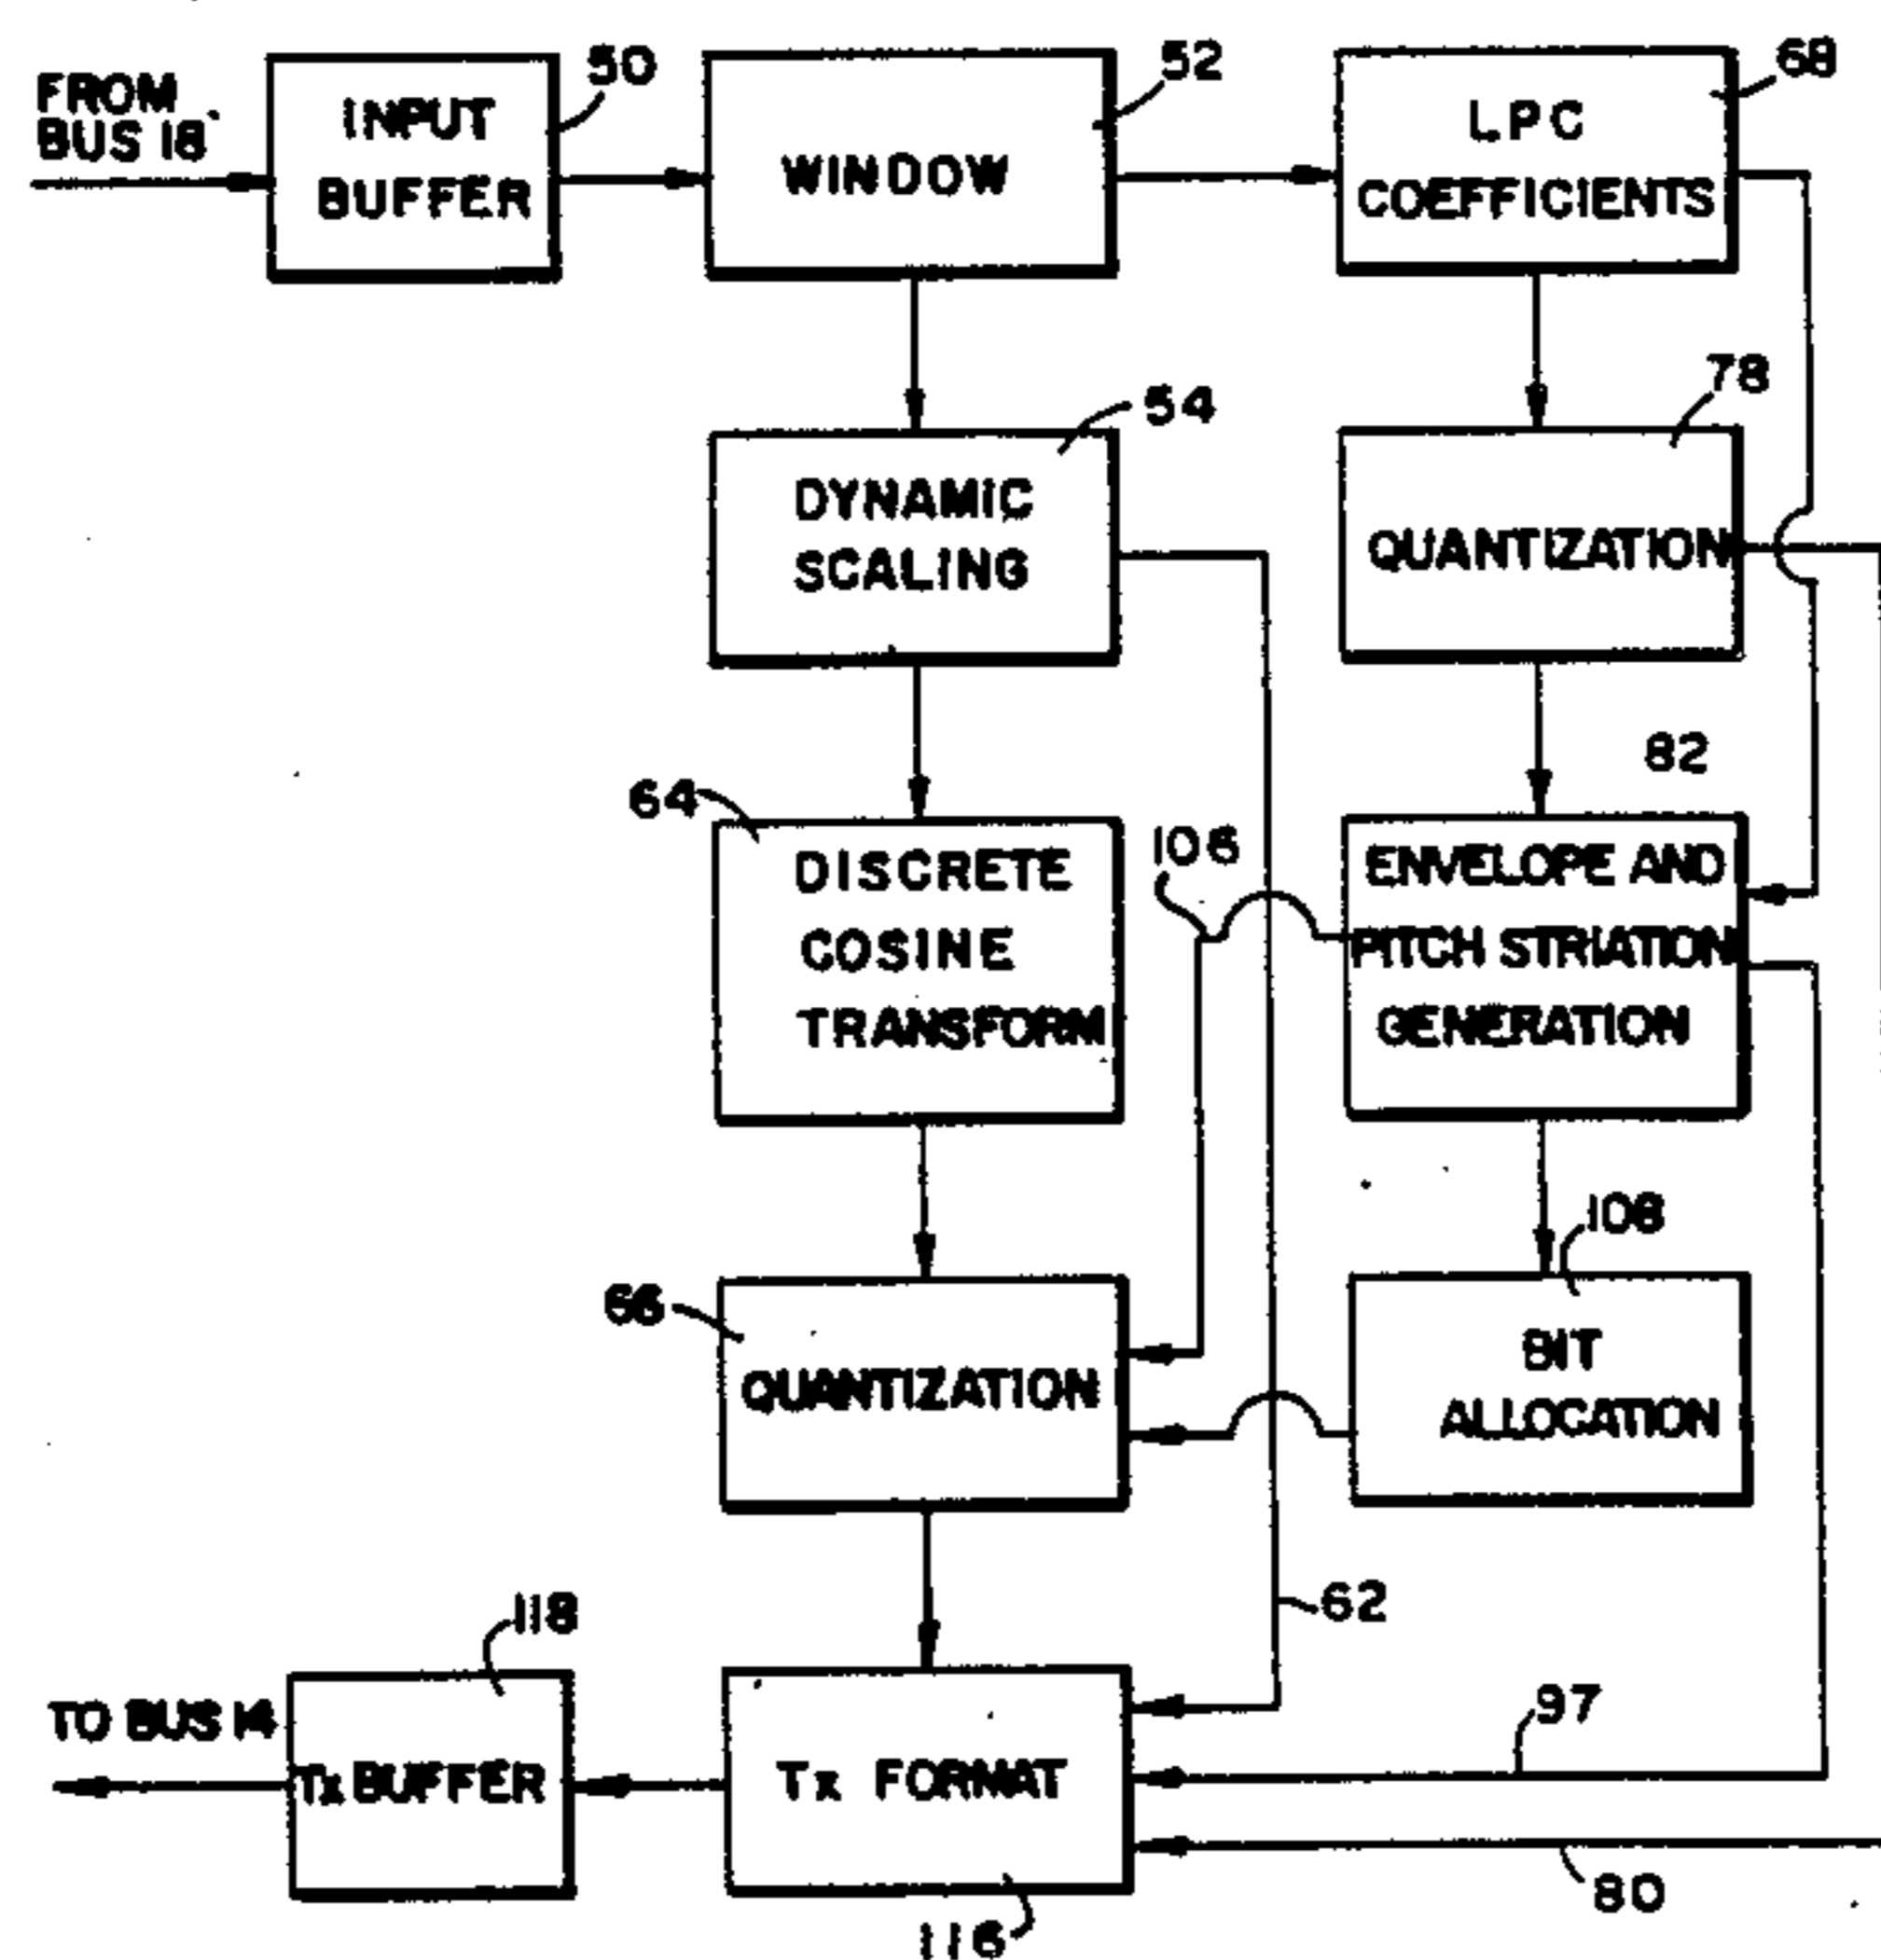 FROM
BUS 18
INPUT
BUFFER
50
WINDOW
52
LPC
COEFFICIENTS
68
DYNAMIC
SCALING
54
QUANTIZATION
78
64
DISCRETE
COSINE
TRANSFORM
106
82
ENVELOPE AND
PITCH STRIATION
GENERATION
66
QUANTIZATION
108
BIT
ALLOCATION
62
118
TO BUS 14
Tx BUFFER
Tx FORMAT
97
80
116